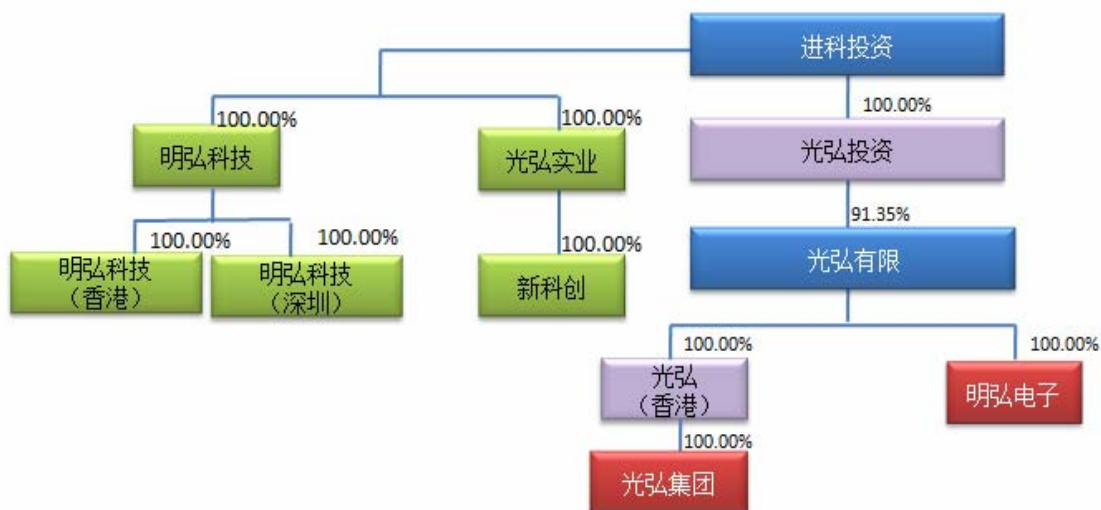 进科投资
100.00%
100.00%
100.00%
明弘科技
光弘实业
光弘投资
91.35%
100.00%
100.00%
100.00%
明弘科技
（香港）
明弘科技
（深圳）
新科创
光弘有限
100.00%
100.00%
光弘
（香港）
明弘电子
100.00%
光弘集团